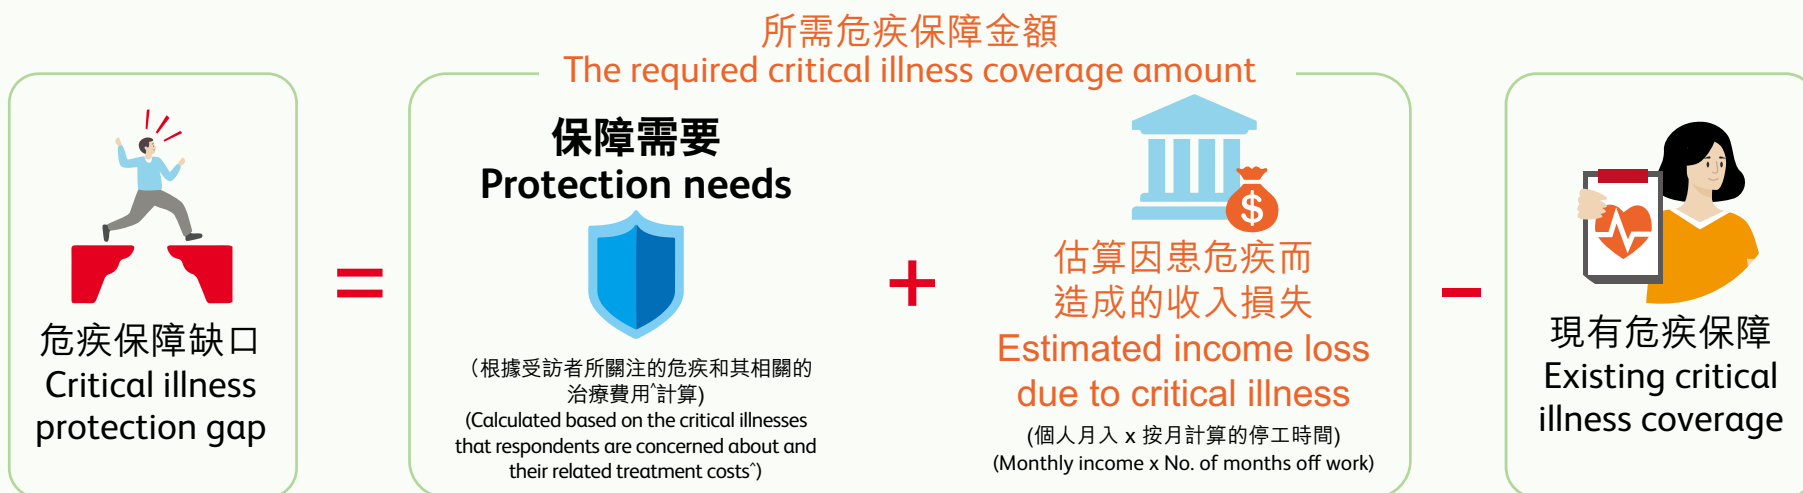 所需危疾保障金額
The required critical illness coverage amount
危疾保障缺口
Critical illness
protection gap
=
保障需要
Protection needs
（根據受訪者所關注的危疾和其相關的
治療費用^計算)
(Calculated based on the critical illnesses
that respondents are concerned about and
their related treatment costs^)
+
$
估算因患危疾而
造成的收入損失
Estimated income loss
due to critical illness
(個人月入 x 按月計算的停工時間)
(Monthly income x No. of months off work)
–
現有危疾保障
Existing critical
illness coverage